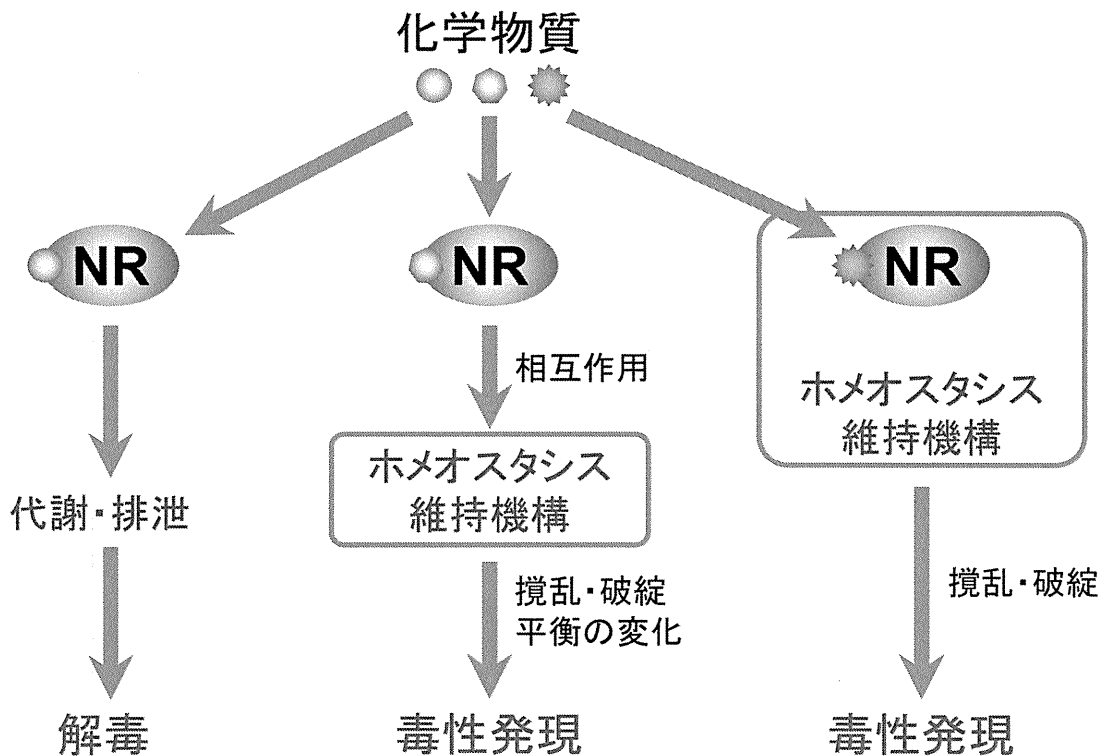 化学物質
NR
NR
NR
相互作用
ホメオスタシス
維持機構
ホメオスタシス
維持機構
代謝・排泄
攪乱・破綻
平衡の変化
攪乱・破綻
解毒
毒性発現
毒性発現